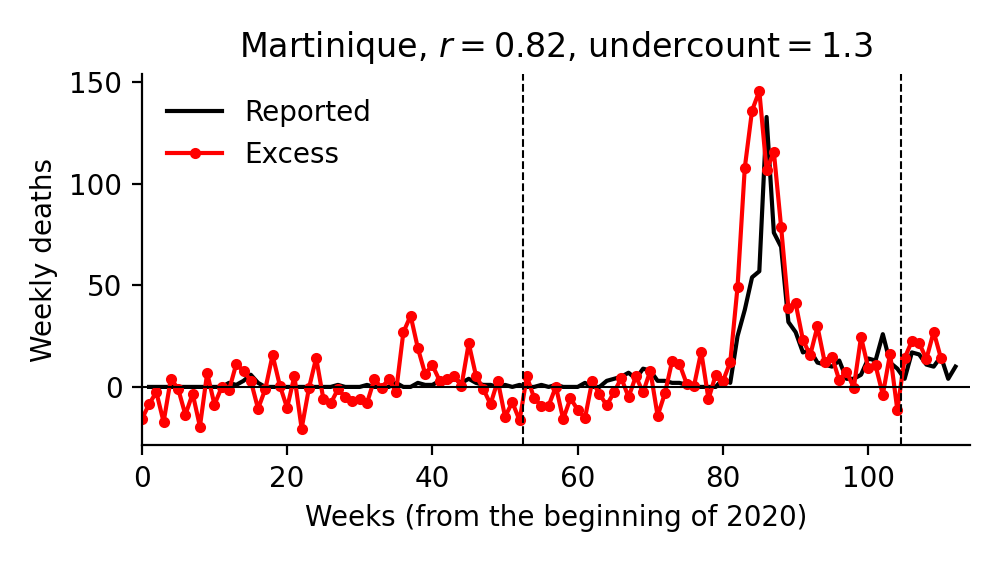 Martinique, r = 0.82, undercount = 1.3
Reported
Excess
Weekly deaths
150
100
50
0
0 20 40 60 80 100
Weeks (from the beginning of 2020)